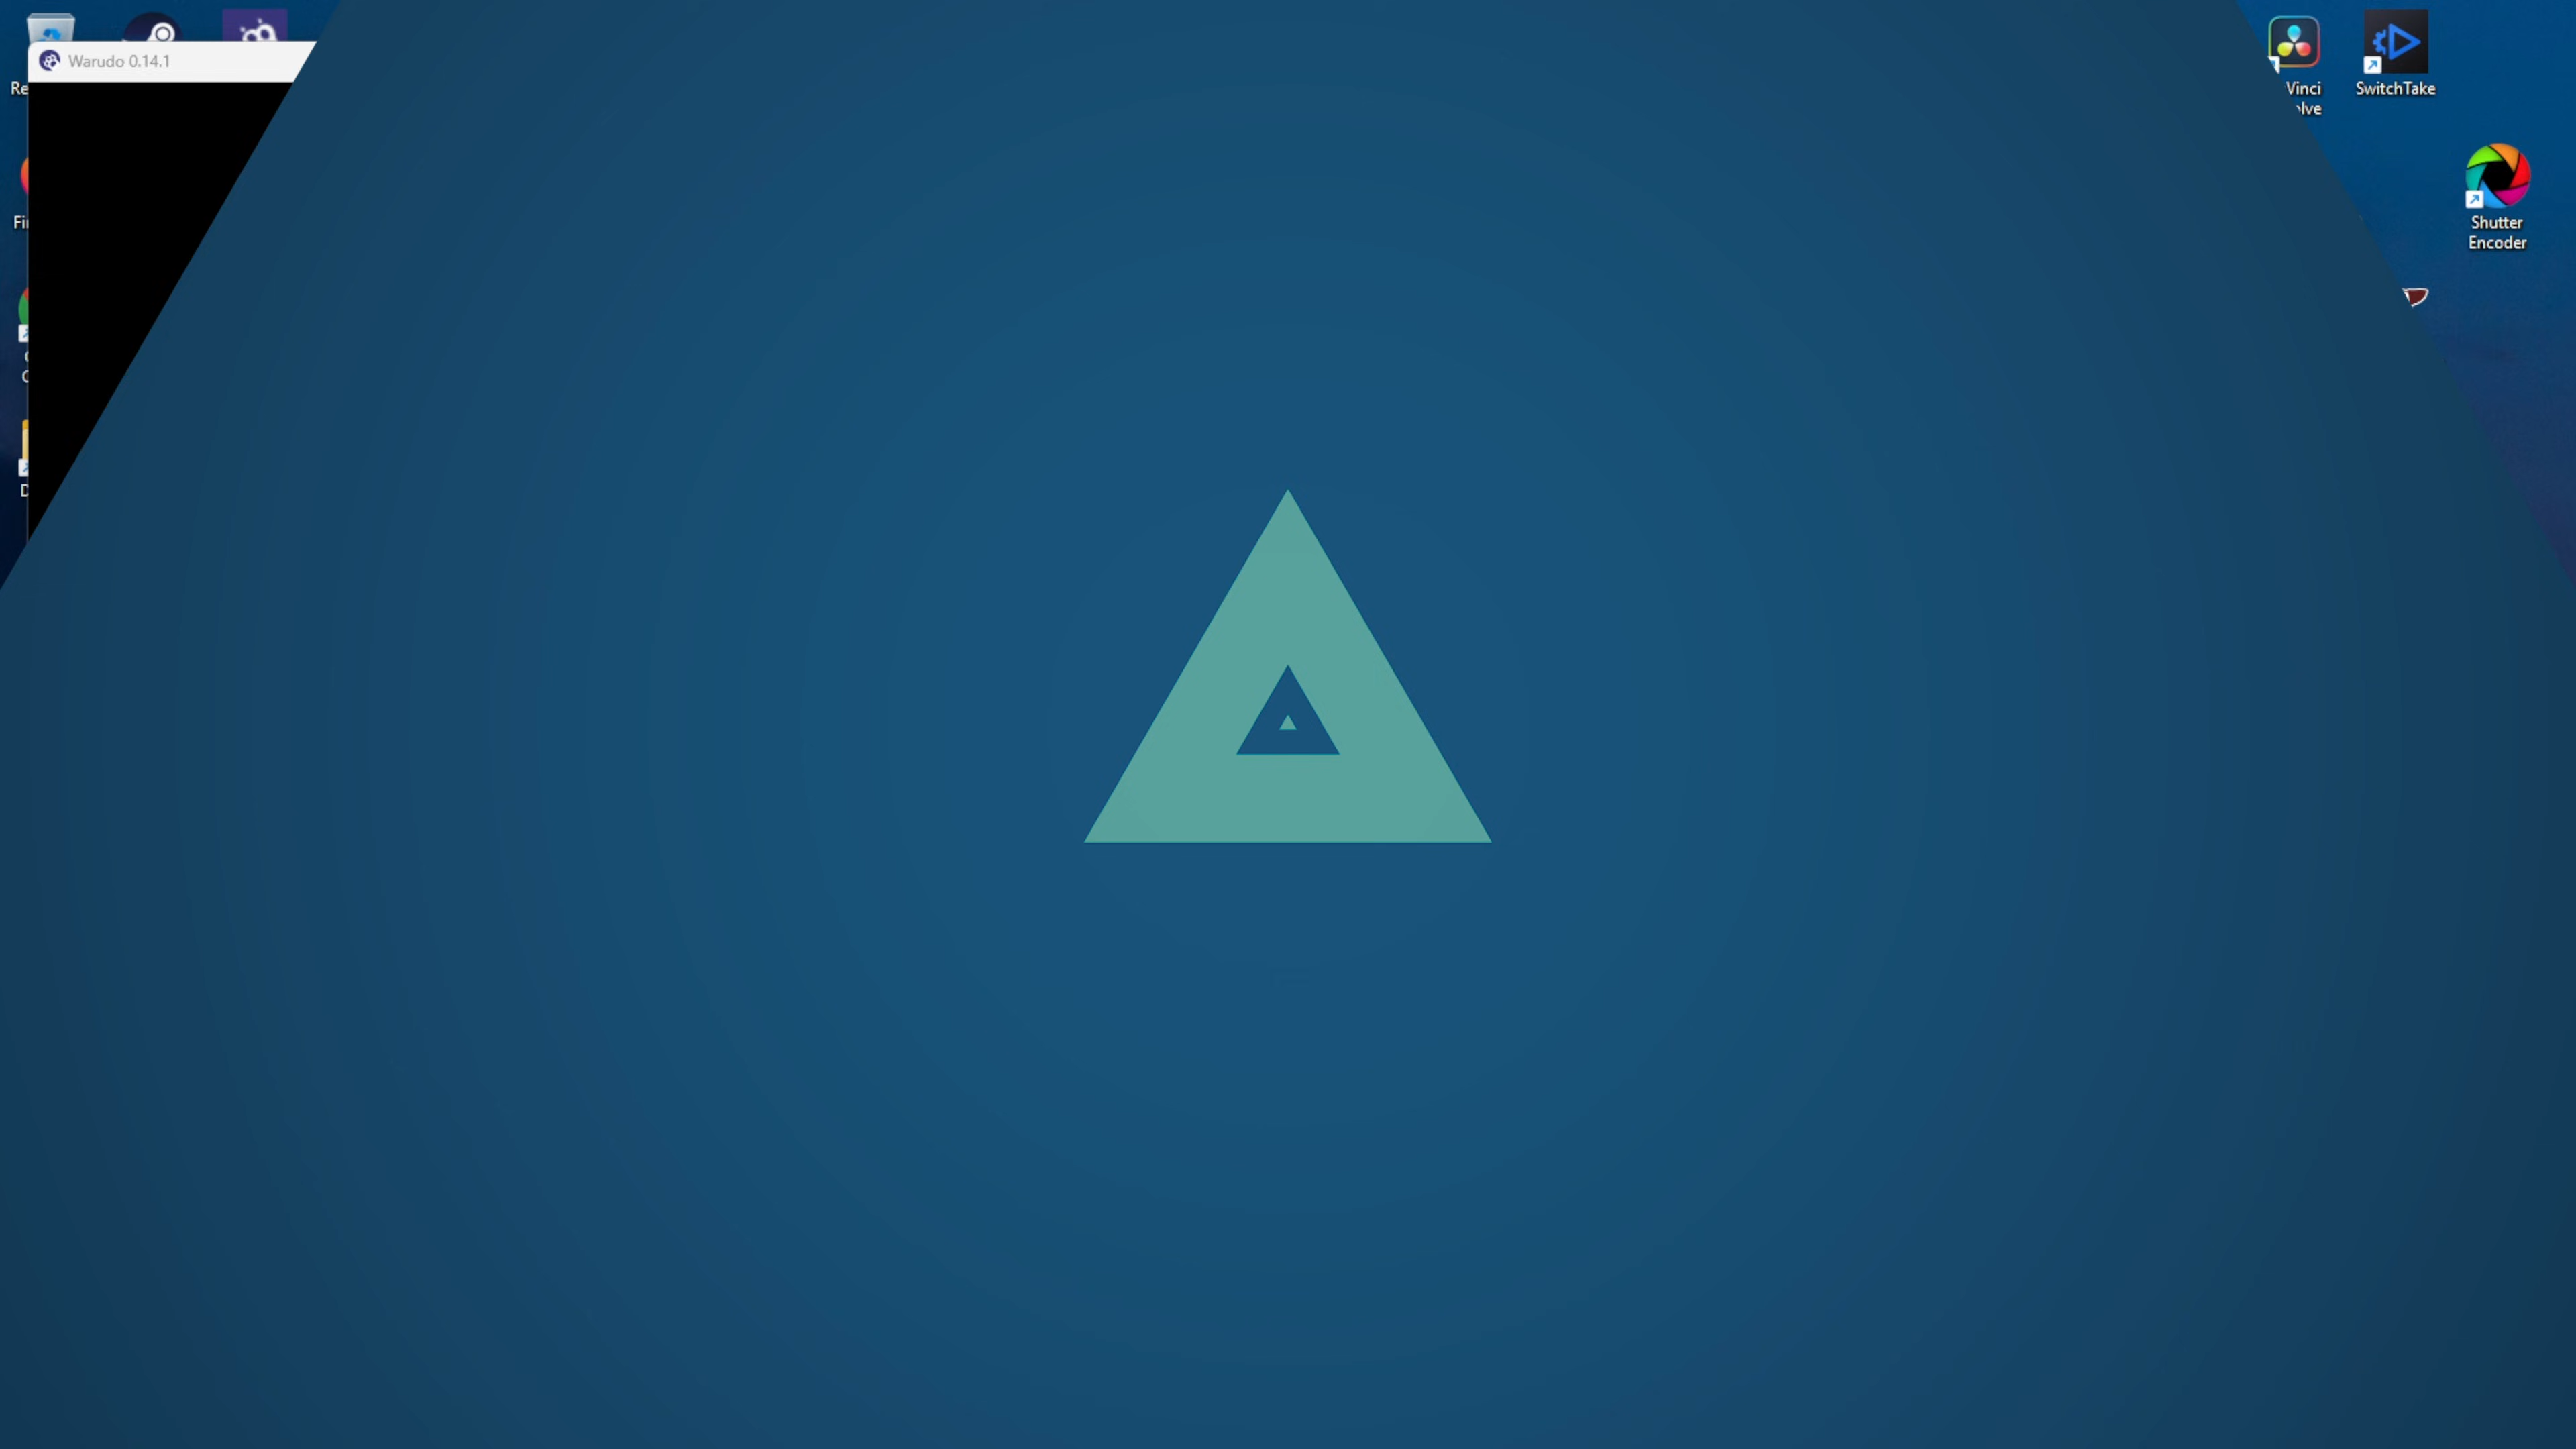 Warudo 0.14.1
Vinci
SwitchTake
Shutter
Encoder